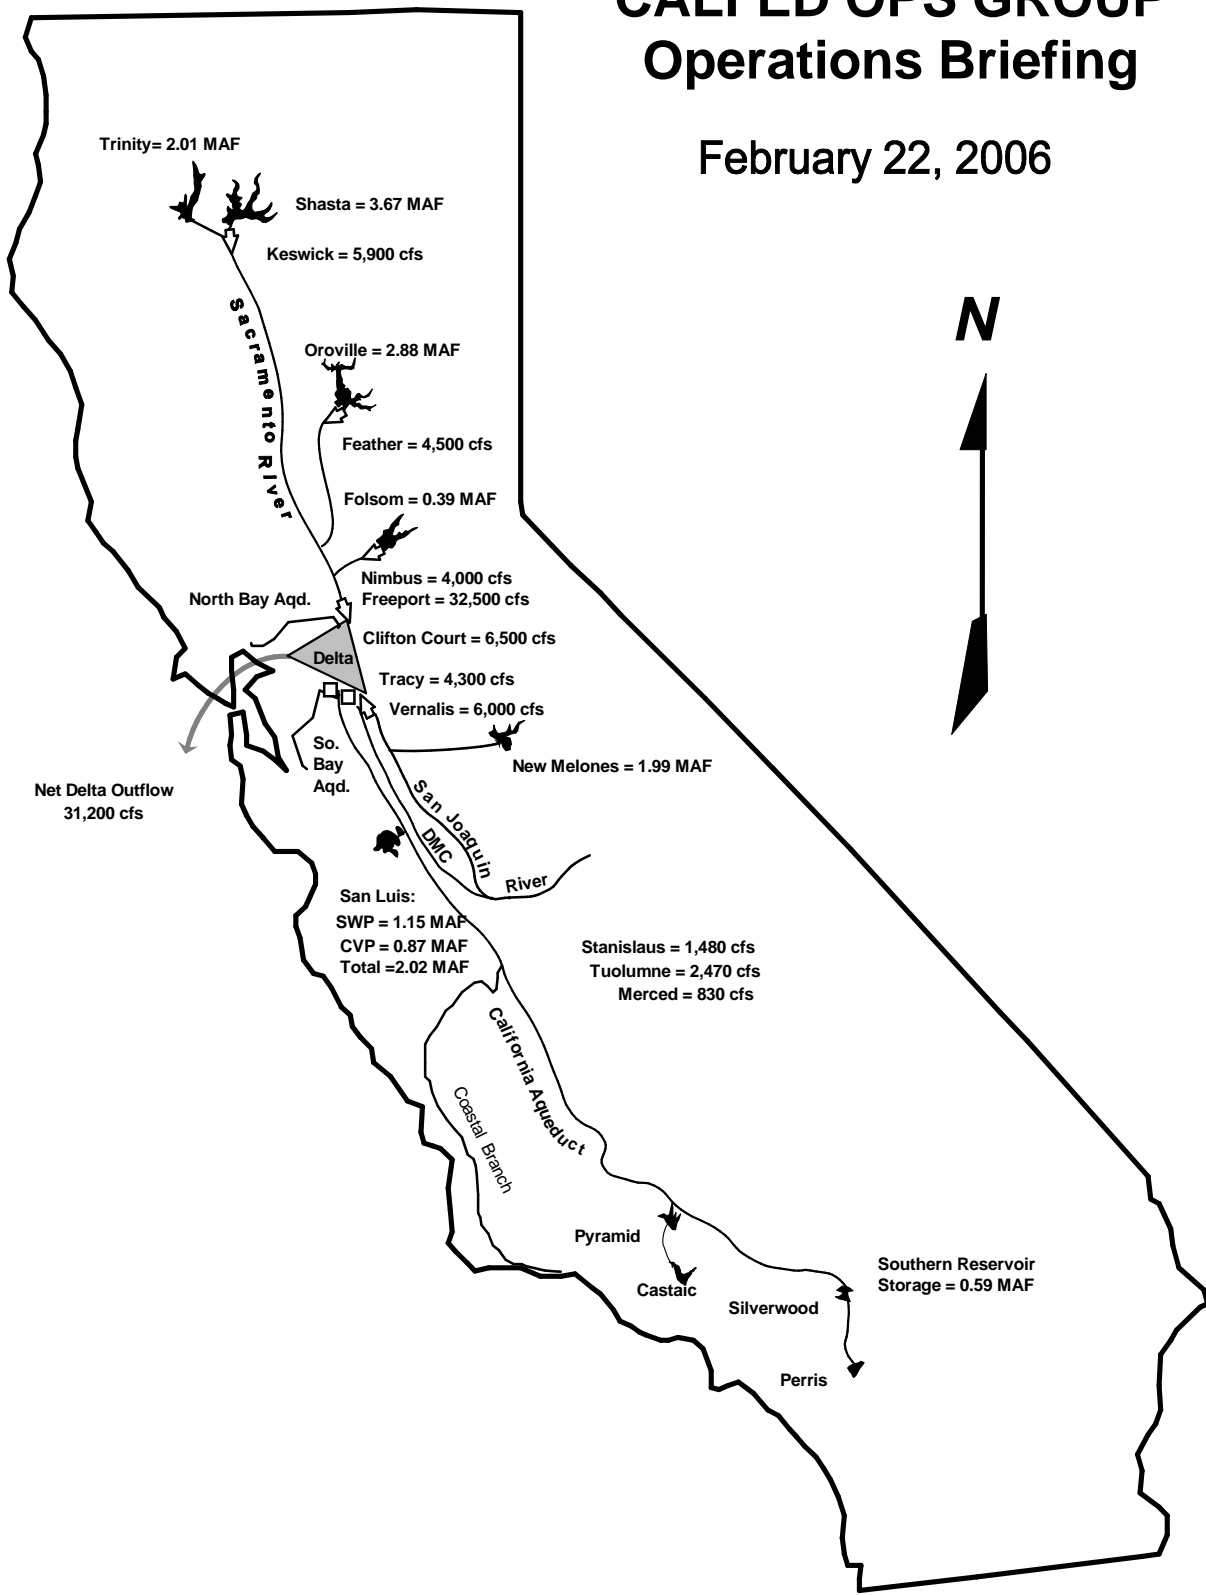 CALFED OPS GROUP
Operations Briefing
February 22, 2006
Trinity= 2.01 MAF
Shasta = 3.67 MAF
Keswick = 5,900 cfs
N
Sacramento River
Oroville = 2.88 MAF
Feather = 4,500 cfs
Folsom = 0.39 MAF
Nimbus = 4,000 cfs
North Bay Aqd.
Freeport = 32,500 cfs
Clifton Court = 6,500 cfs
Delta
Tracy = 4,300 cfs
Vernalis = 6,000 cfs
So.
Bay
Aqd.
New Melones = 1.99 MAF
Net Delta Outflow
31,200 cfs
San Joaquin
River
DMC
San Luis:
SWP = 1.15 MAF
CVP = 0.87 MAF
Total =2.02 MAF
Stanislaus = 1,480 cfs
Tuolumne = 2,470 cfs
Merced = 830 cfs
California Aqueduct
Coastal Branch
Pyramid
Castaic
Silverwood
Southern Reservoir
Storage = 0.59 MAF
Perris